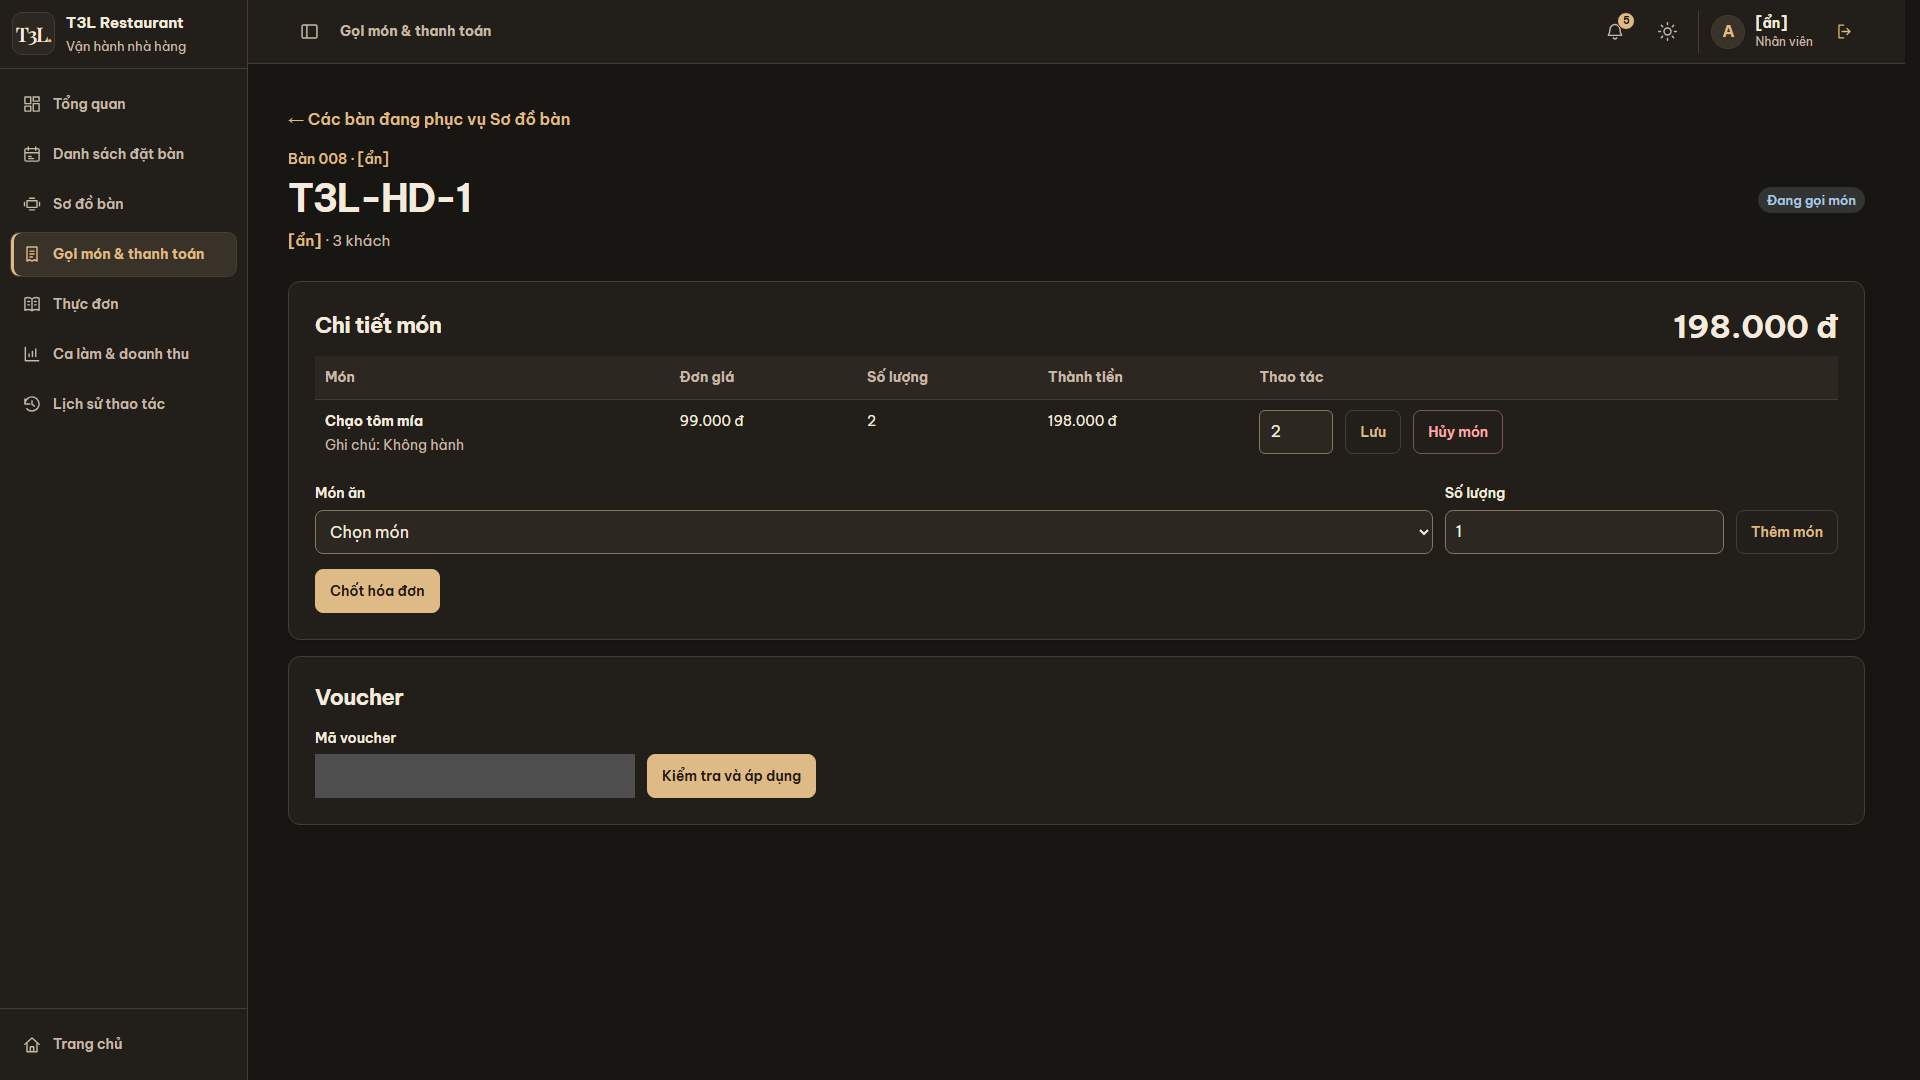 T3L.
T3L Restaurant
Vận hành nhà hàng
Tổng quan
Danh sách đặt bàn
Sơ đồ bàn
Gọi món & thanh toán
Thực đơn
Ca làm & doanh thu
Lịch sử thao tác
Trang chủ
Gọi món & thanh toán
5
A
[ẩn]
Nhân viên
← Các bàn đang phục vụ Sơ đồ bàn
Bàn 008 · [ẩn]
T3L-HD-1
Đang gọi món
[ẩn] · 3 khách
Chi tiết món
198.000 đ
Món Đơn giá Số lượng Thành tiền Thao tác
Chạo tôm mía 99.000 đ 2 198.000 đ 2 Lưu Hủy món
Ghi chú: Không hành
Món ăn Số lượng
Chọn món 1 Thêm món
Chốt hóa đơn
Voucher
Mã voucher
Kiểm tra và áp dụng